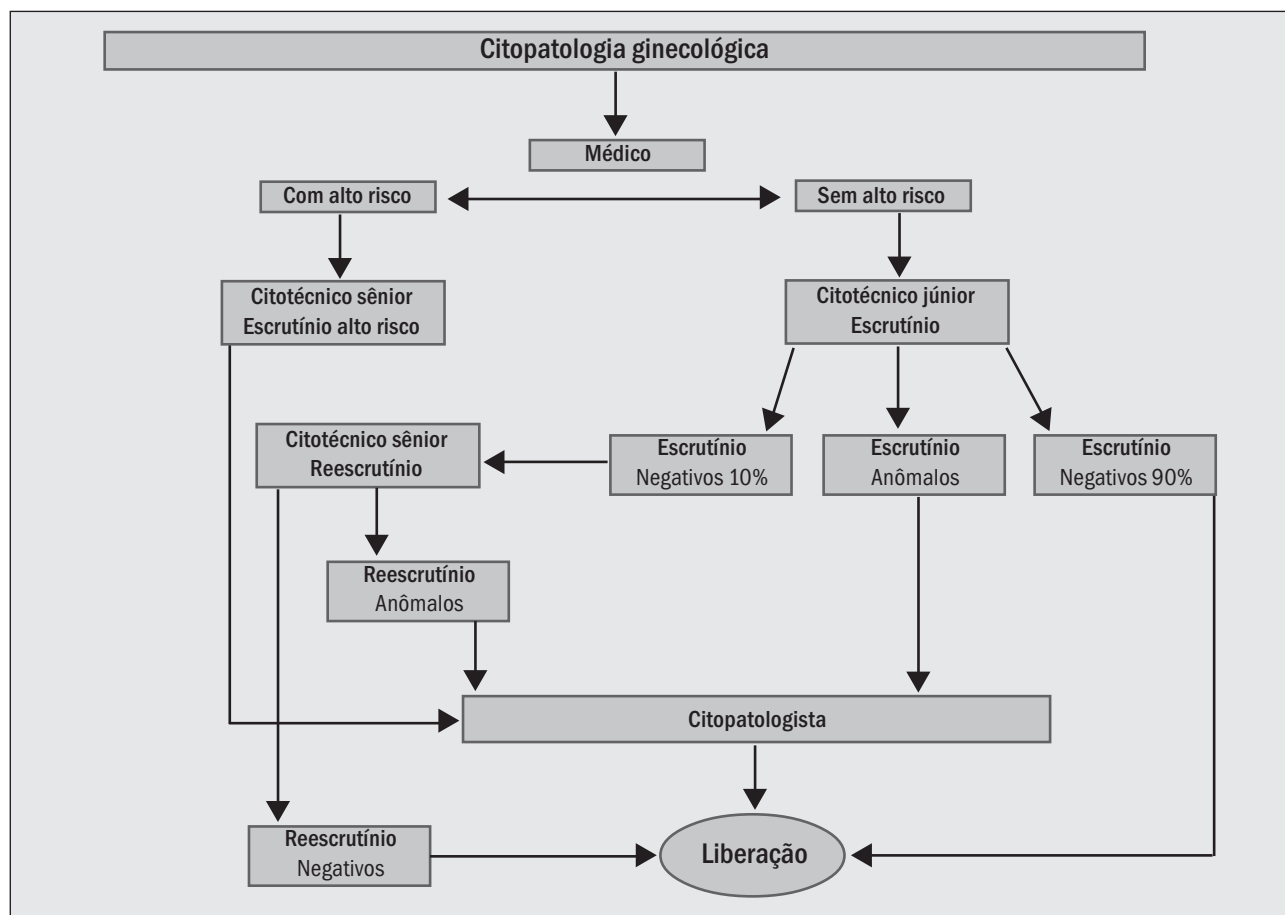 Citopatologia ginecológica
Médico
Com alto risco
Sem alto risco
Citotécnico sênior
Escrutínio alto risco
Citotécnico júnior
Escrutínio
Citotécnico sênior
Reescrutínio
Escrutínio
Negativos 10%
Escrutínio
Anômalos
Escrutínio
Negativos 90%
Reescrutínio
Anômalos
Citopatologista
Reescrutínio
Negativos
Liberação